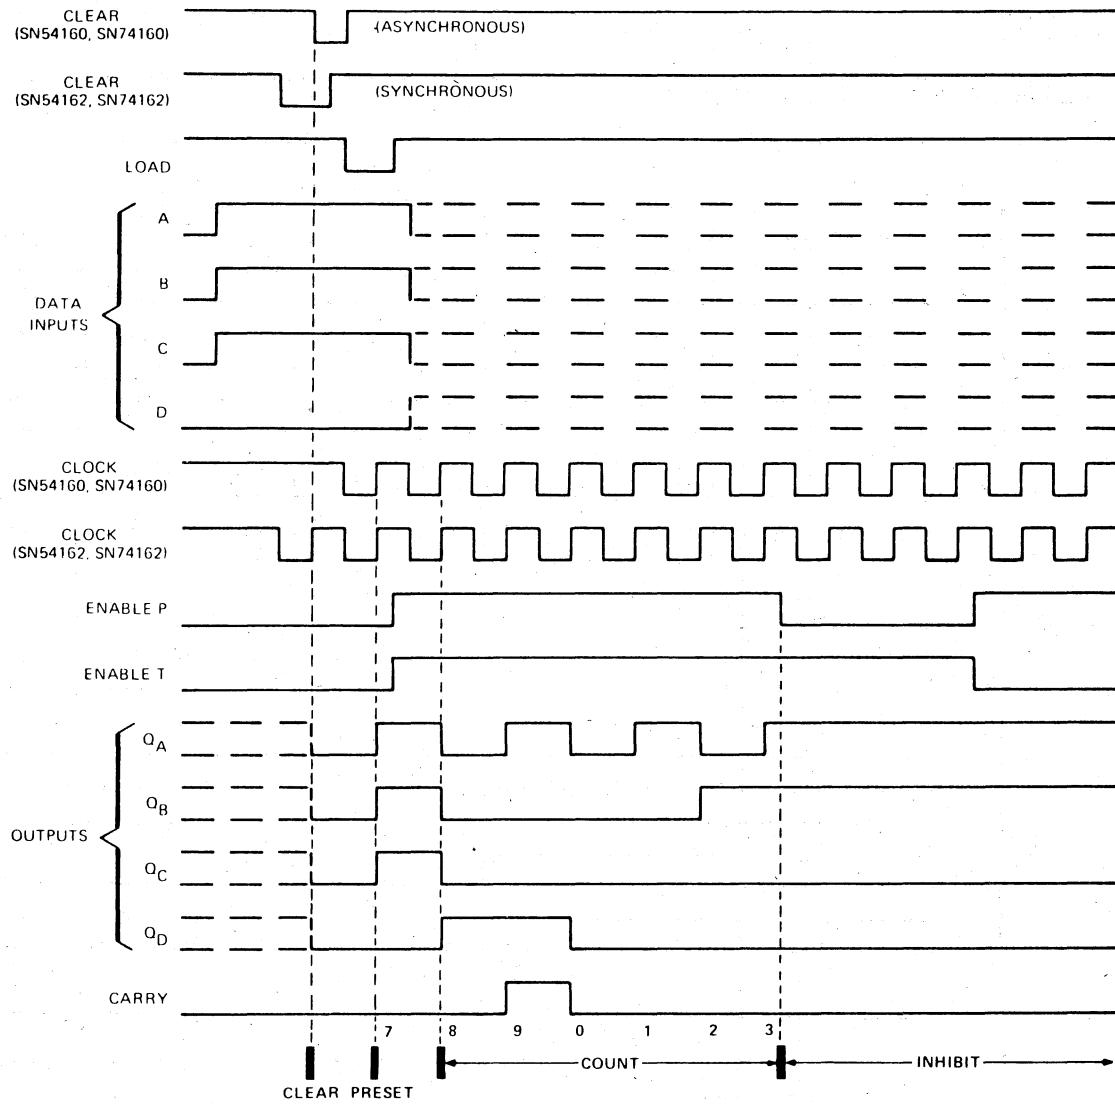 CLEAR
(SN54160, SN74160)
(ASYNCHRONOUS)
CLEAR
(SN54162, SN74162)
(SYNCHRONOUS)
LOAD
A
B
DATA
INPUTS
C
D
CLOCK
(SN54160, SN74160)
CLOCK
(SN54162, SN74162)
ENABLE P
ENABLE T
QA
QB
OUTPUTS
QC
QD
CARRY
7 8 9 0 1 2 3
COUNT INHIBIT
CLEAR PRESET